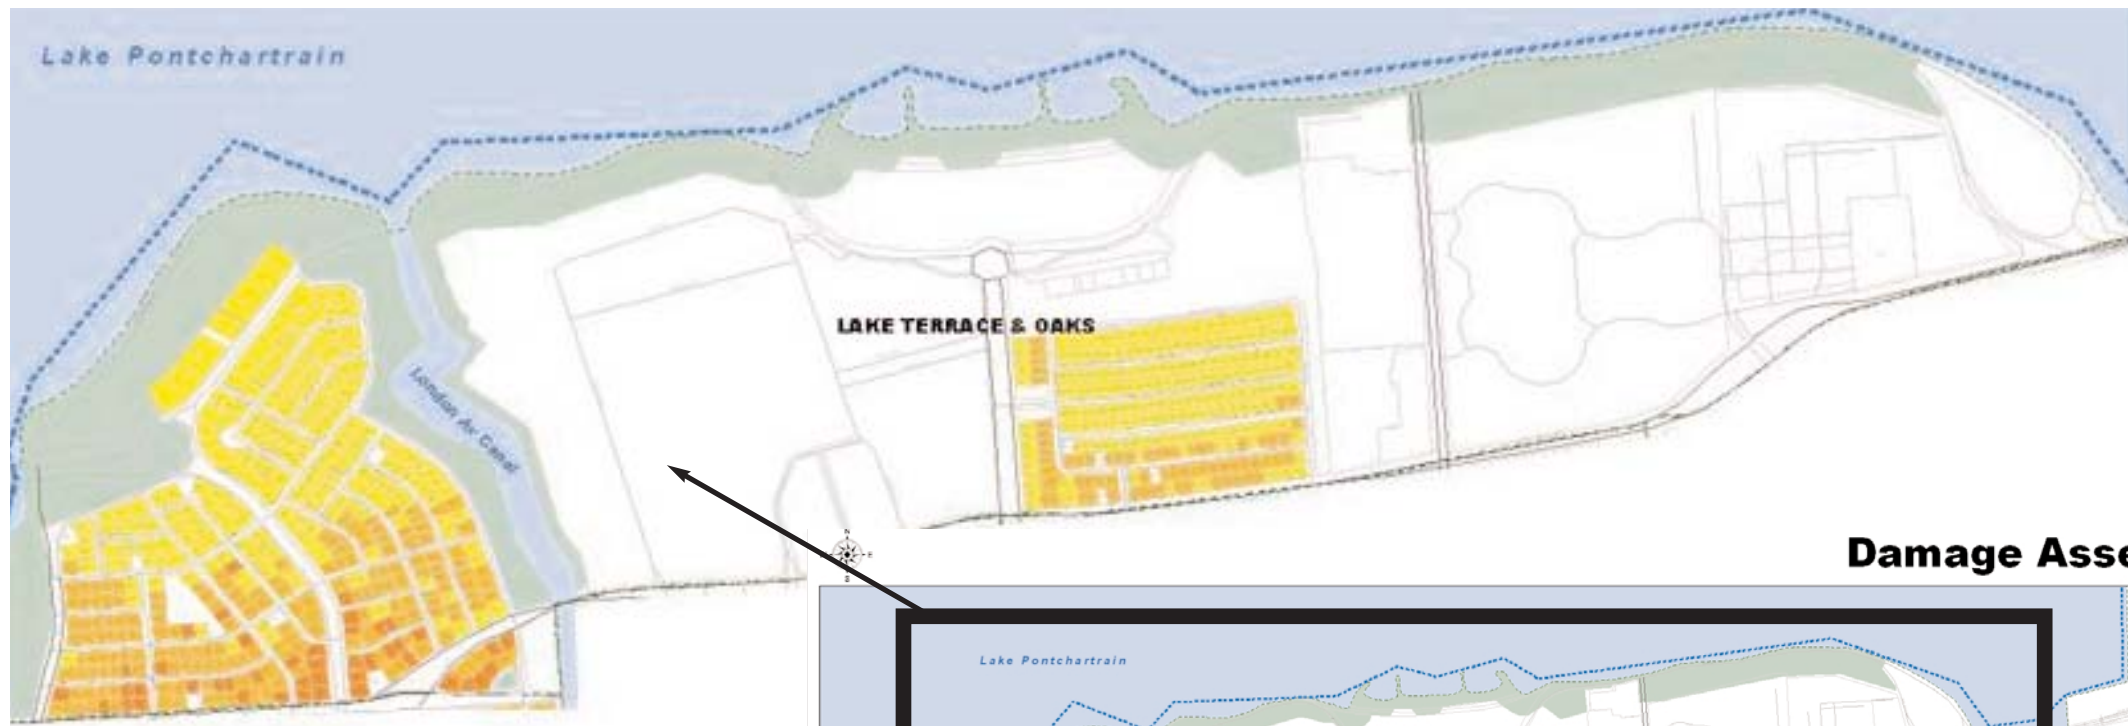 Lake Pontchartrain
LAKE TERRACE & OAKS
London Av Canal
N
E
S
Damage Asse
Lake Pontchartrain